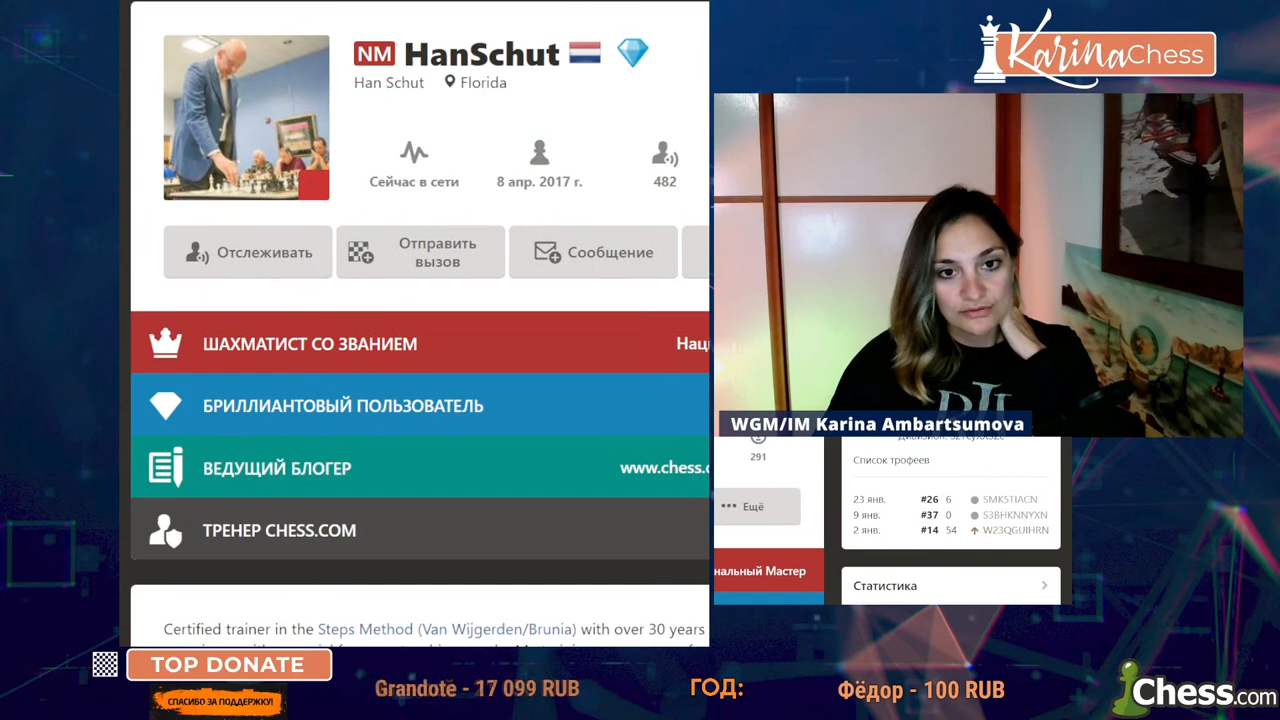 NM HanSchut
Han Schut Florida
Сейчас в сети
8 апр. 2017 г.
482
Отслеживать
Отправить
вызов
Сообщение
ШАХМАТИСТ СО ЗВАНИЕМ
Наци
БРИЛЛИАНТОВЫЙ ПОЛЬЗОВАТЕЛЬ
ВЕДУЩИЙ БЛОГЕР
www.chess.c
ТРЕНЕР CHESS.COM
Certified trainer in the Steps Method (Van Wijgerden/Brunia) with over 30 years
KarinaChess
WGM/IM Karina Ambartsumova
291
Ещё
нальный Мастер
Список трофеев
23 янв. #26 6 SMK5TIACN
9 янв. #37 0 S3BHKNNYXN
2 янв. #14 54 W23QGUIHRN
Статистика
TOP DONATE
СПАСИБО ЗА ПОДДЕРЖКУ!
Grandote - 17 099 RUB
ГОД:
Фёдор - 100 RUB
Chess.com